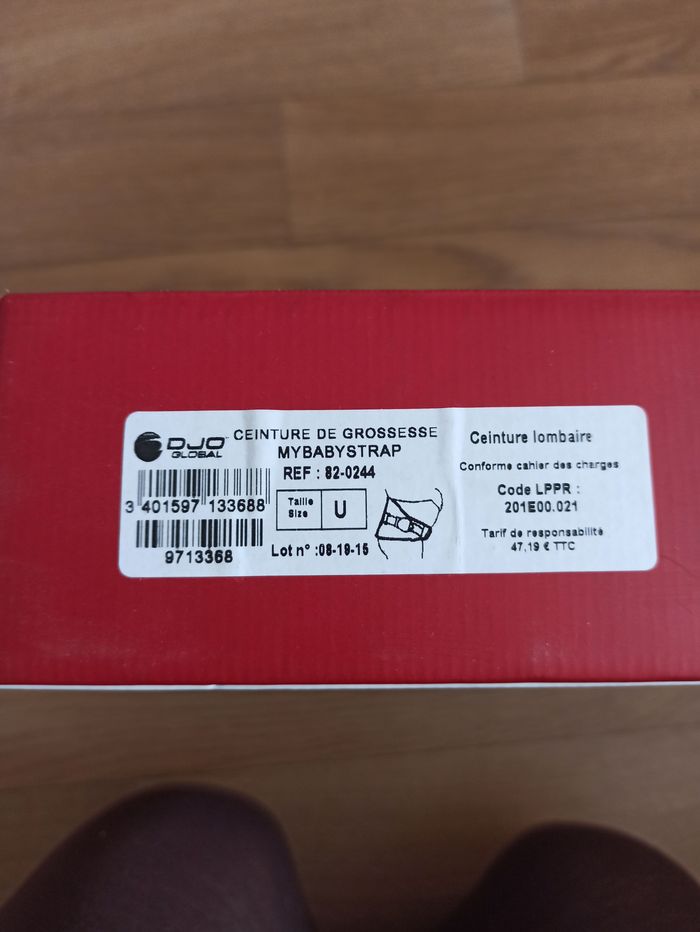 DJO
GLOBAL
CEINTURE DE GROSSESSE
MYBABYSTRAP
REF : 82-0244
3 401597 133688
Taille
Size
U
9713368
Lot n° :08-18-15
Ceinture lombaire
Conforme cahier des charges
Code LPPR :
201E00.021
Tarif de responsabilité
47,19 € TTC